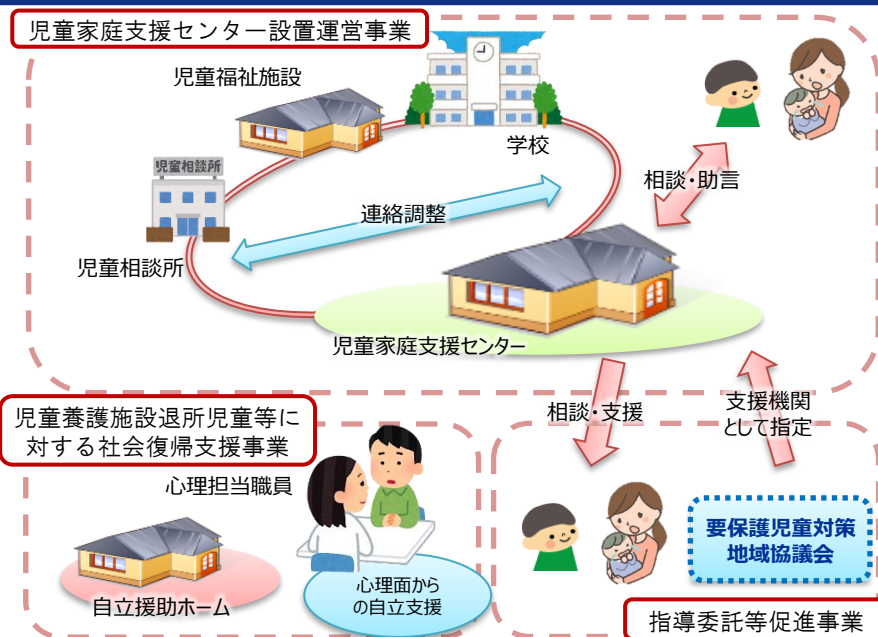 児童家庭支援センター設置運営事業
児童福祉施設
学校
児童相談所
児童相談所
連絡調整
相談・助言
児童家庭支援センター
相談・支援
支援機関
として指定
児童養護施設退所児童等に
対する社会復帰支援事業
心理担当職員
自立援助ホーム
心理面から
の自立支援
要保護児童対策
地域協議会
指導委託等促進事業